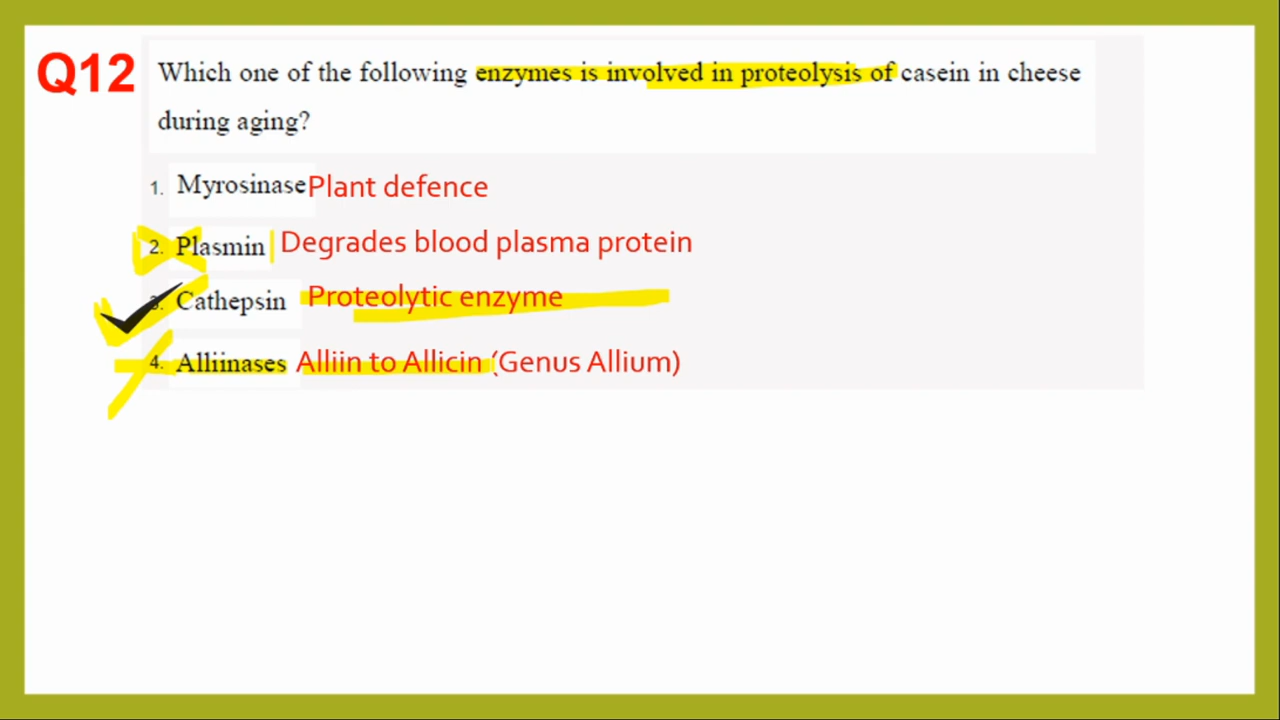 Q12 Which one of the following enzymes is involved in proteolysis of casein in cheese
during aging?
1. Myrosinase Plant defence
2. Plasmin Degrades blood plasma protein
3. Cathepsin Proteolytic enzyme
4. Alliinases Alliin to Allicin (Genus Allium)